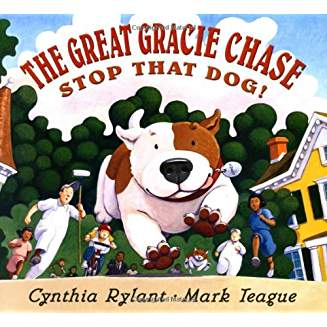 THE GREAT GRACIE CHASE
STOP THAT DOG!
Cynthia Rylant • Mark Teague